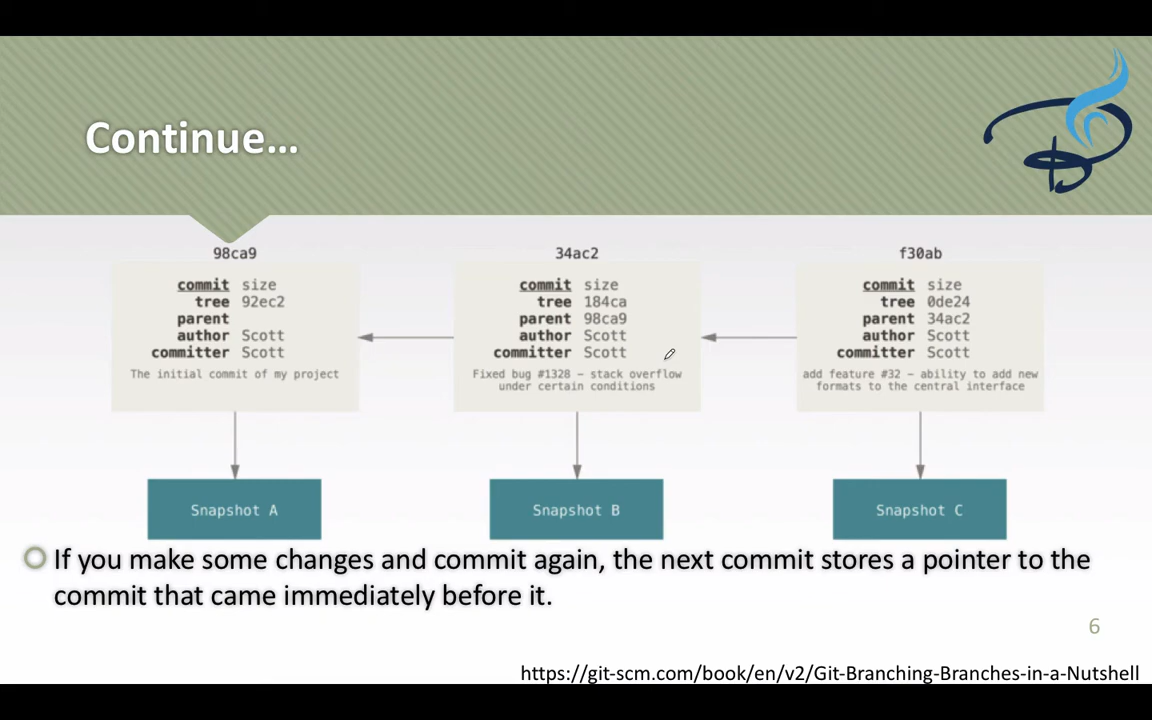 Continue...
98ca9 34ac2 f30ab
commit size commit size commit size
tree 92ec2 tree 184ca tree 0de24
parent parent 98ca9 parent 34ac2
author Scott author Scott author Scott
committer Scott committer Scott committer Scott
The initial commit of my project Fixed bug #1328 – stack overflow add feature #32 – ability to add new
under certain conditions formats to the central interface
Snapshot A Snapshot B Snapshot C
If you make some changes and commit again, the next commit stores a pointer to the
commit that came immediately before it.
6
https://git-scm.com/book/en/v2/Git-Branching-Branches-in-a-Nutshell